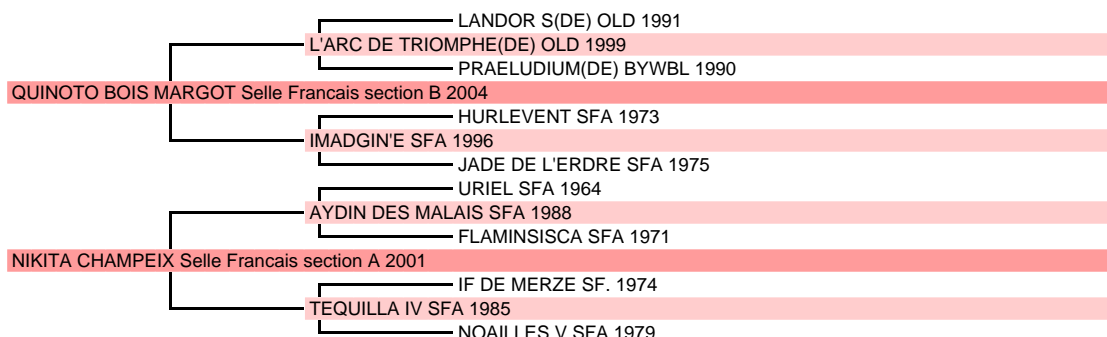 LANDOR S(DE) OLD 1991
L'ARC DE TRIOMPHE(DE) OLD 1999
PRAELUDIUM(DE) BYWBL 1990
QUINOTO BOIS MARGOT Selle Francais section B 2004
HURLEVENT SFA 1973
IMADGIN'E SFA 1996
JADE DE L'ERDRE SFA 1975
URIEL SFA 1964
AYDIN DES MALAIS SFA 1988
FLAMINSISCA SFA 1971
NIKITA CHAMPEIX Selle Francais section A 2001
IF DE MERZE SF. 1974
TEQUILLA IV SFA 1985
NOAILLES V SFA 1979